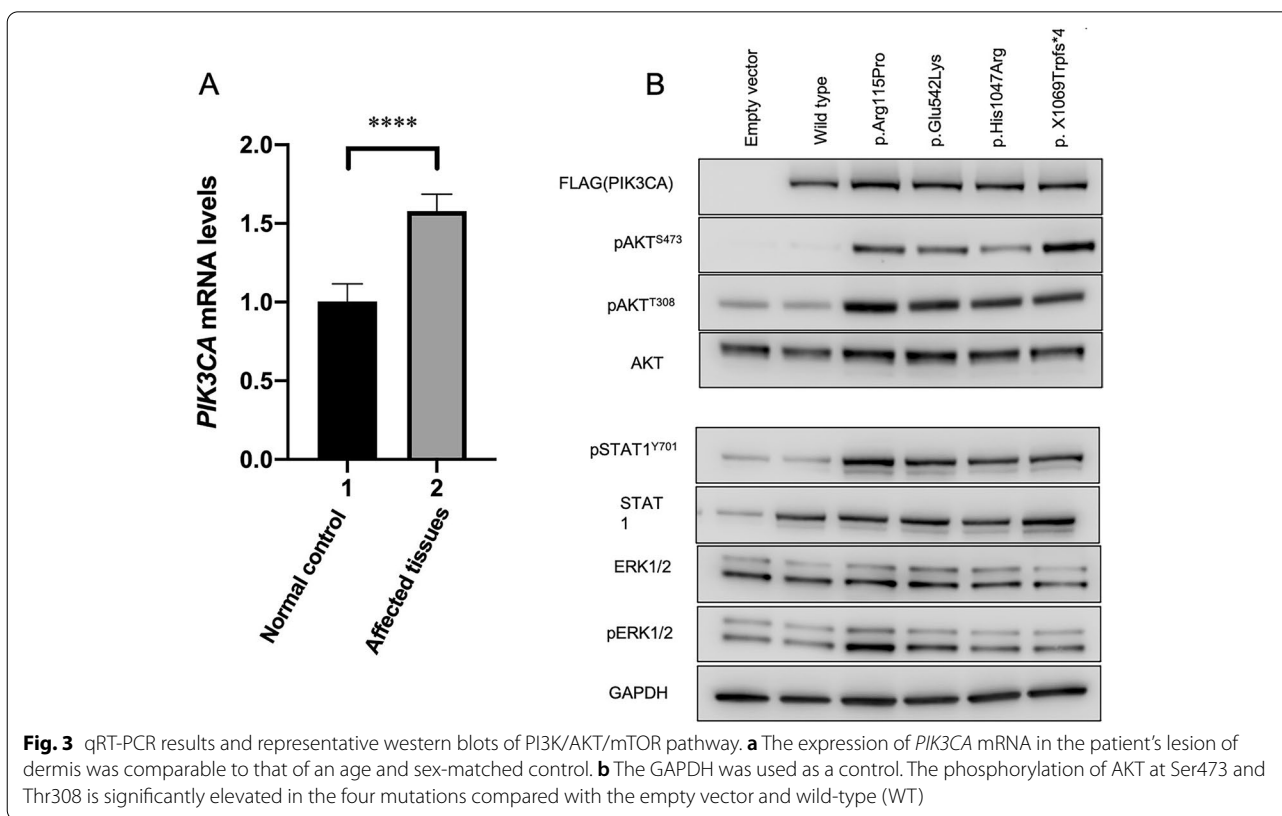 A
****
PIK3CA mRNA levels
2.0
1.5
1.0
0.5
0.0
1
2
Normal control
Affected tissues
B
Empty vector
Wild type
p.Arg115Pro
p.Glu542Lys
p.His1047Arg
p. X1069Trpfs*4
FLAG(PIK3CA)
pAKTS473
pAKTT308
AKT
pSTAT1Y701
STAT
1
ERK1/2
pERK1/2
GAPDH
Fig. 3 qRT-PCR results and representative western blots of PI3K/AKT/mTOR pathway. a The expression of PIK3CA mRNA in the patient's lesion of
dermis was comparable to that of an age and sex-matched control. b The GAPDH was used as a control. The phosphorylation of AKT at Ser473 and
Thr308 is significantly elevated in the four mutations compared with the empty vector and wild-type (WT)